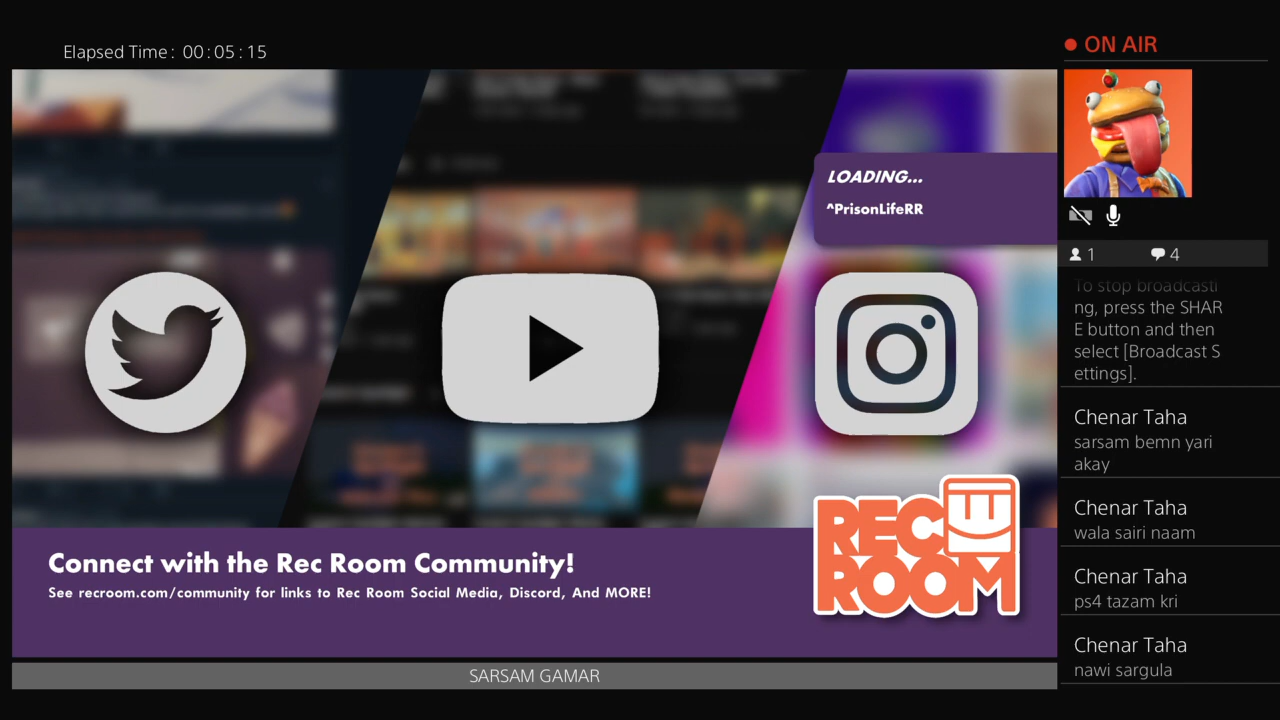 Elapsed Time: 00:05:15
ON AIR
LOADING...
^PrisonLifeRR
1
4
To stop broadcasti
ng, press the SHAR
E button and then
select [Broadcast S
ettings].
Chenar Taha
sarsam bemn yari
akay
Chenar Taha
wala sairi naam
Chenar Taha
ps4 tazam kri
Chenar Taha
nawi sargula
REC
ROOM
Connect with the Rec Room Community!
See recroom.com/community for links to Rec Room Social Media, Discord, And MORE!
SARSAM GAMAR